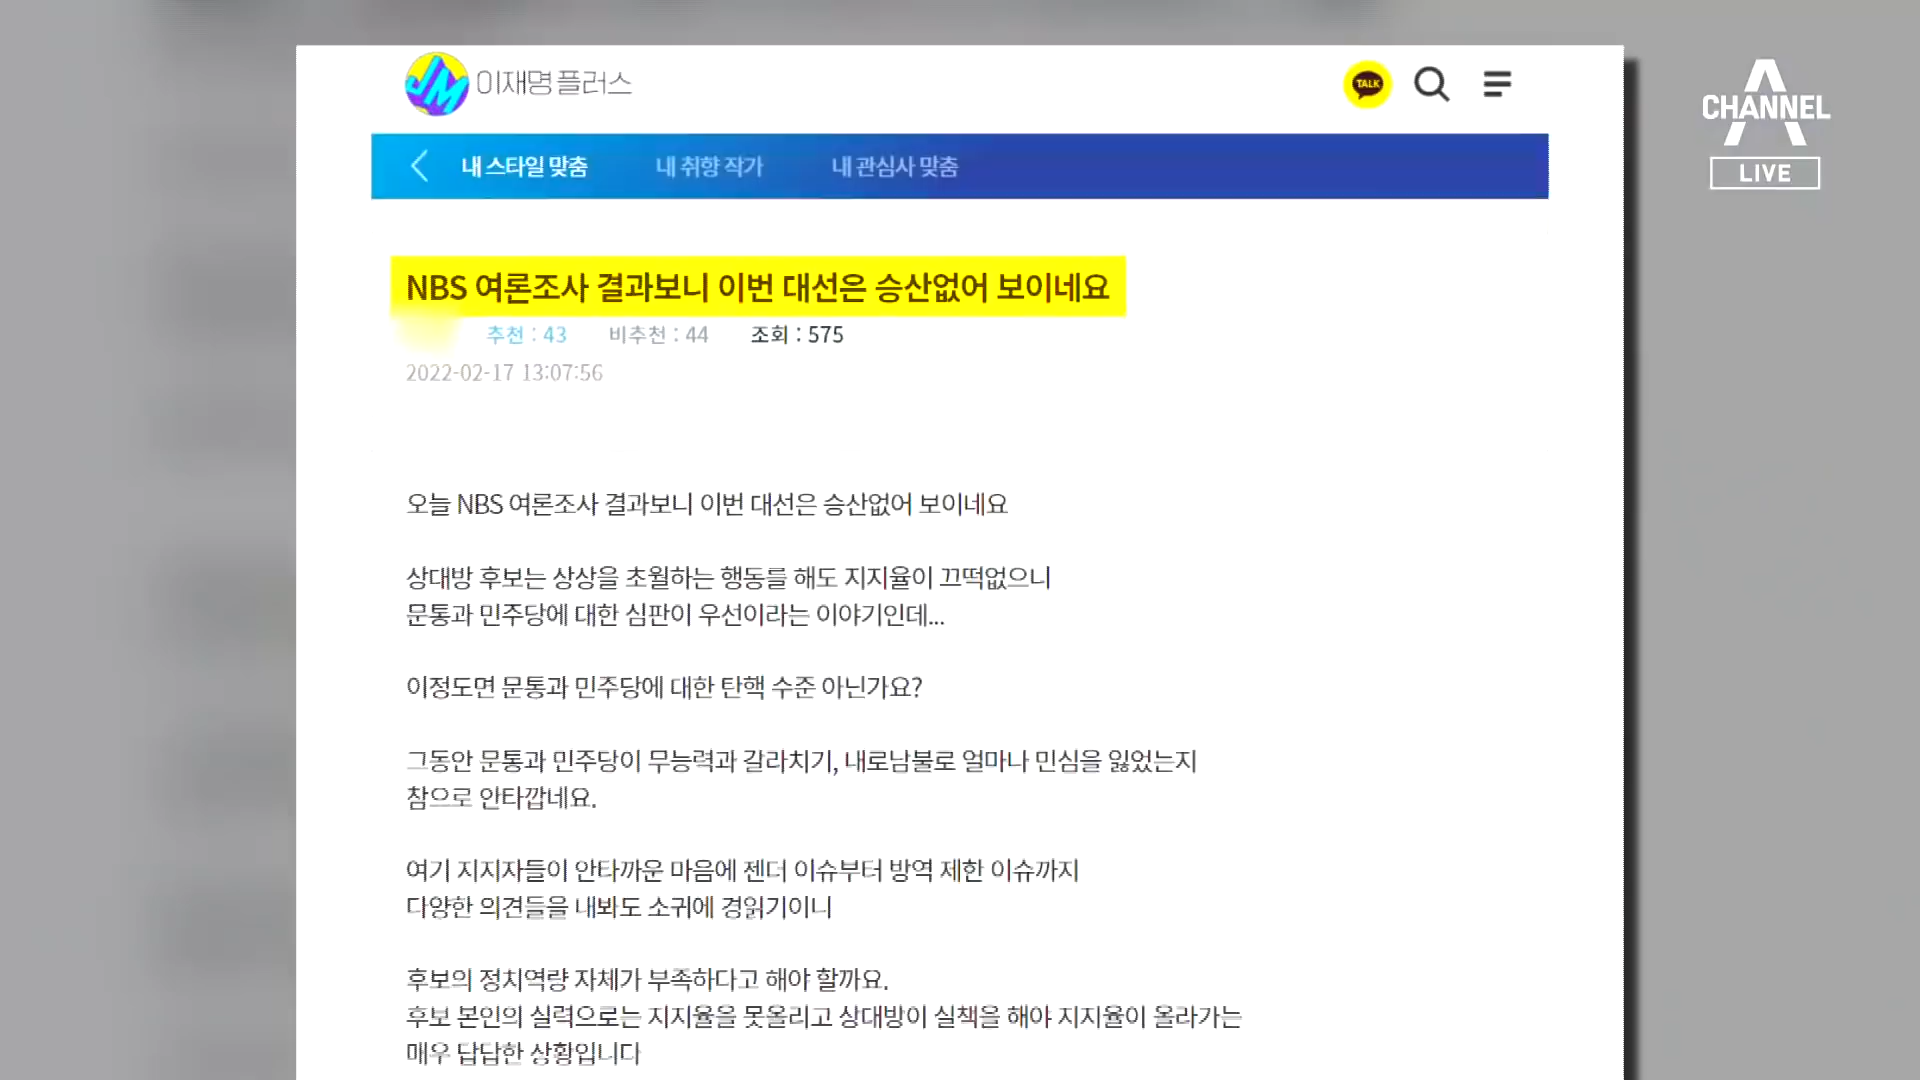 JM 이재명 플러스
TALK
CHANNEL A
LIVE
내 스타일 맞춤 내 취향 작가 내 관심사 맞춤
NBS 여론조사 결과보니 이번 대선은 승산없어 보이네요
추천 : 43 비추천 : 44 조회 : 575
2022-02-17 13:07:56
오늘 NBS 여론조사 결과보니 이번 대선은 승산없어 보이네요
상대방 후보는 상상을 초월하는 행동를 해도 지지율이 끄떡없으니
문통과 민주당에 대한 심판이 우선이라는 이야기인데...
이정도면 문통과 민주당에 대한 탄핵 수준 아닌가요?
그동안 문통과 민주당이 무능력과 갈라치기, 내로남불로 얼마나 민심을 잃었는지
참으로 안타깝네요.
여기 지지자들이 안타까운 마음에 젠더 이슈부터 방역 제한 이슈까지
다양한 의견들을 내봐도 소귀에 경읽기이니
후보의 정치역량 자체가 부족하다고 해야 할까요.
후보 본인의 실력으로는 지지율을 못올리고 상대방이 실책을 해야 지지율이 올라가는
매우 답답한 상황입니다